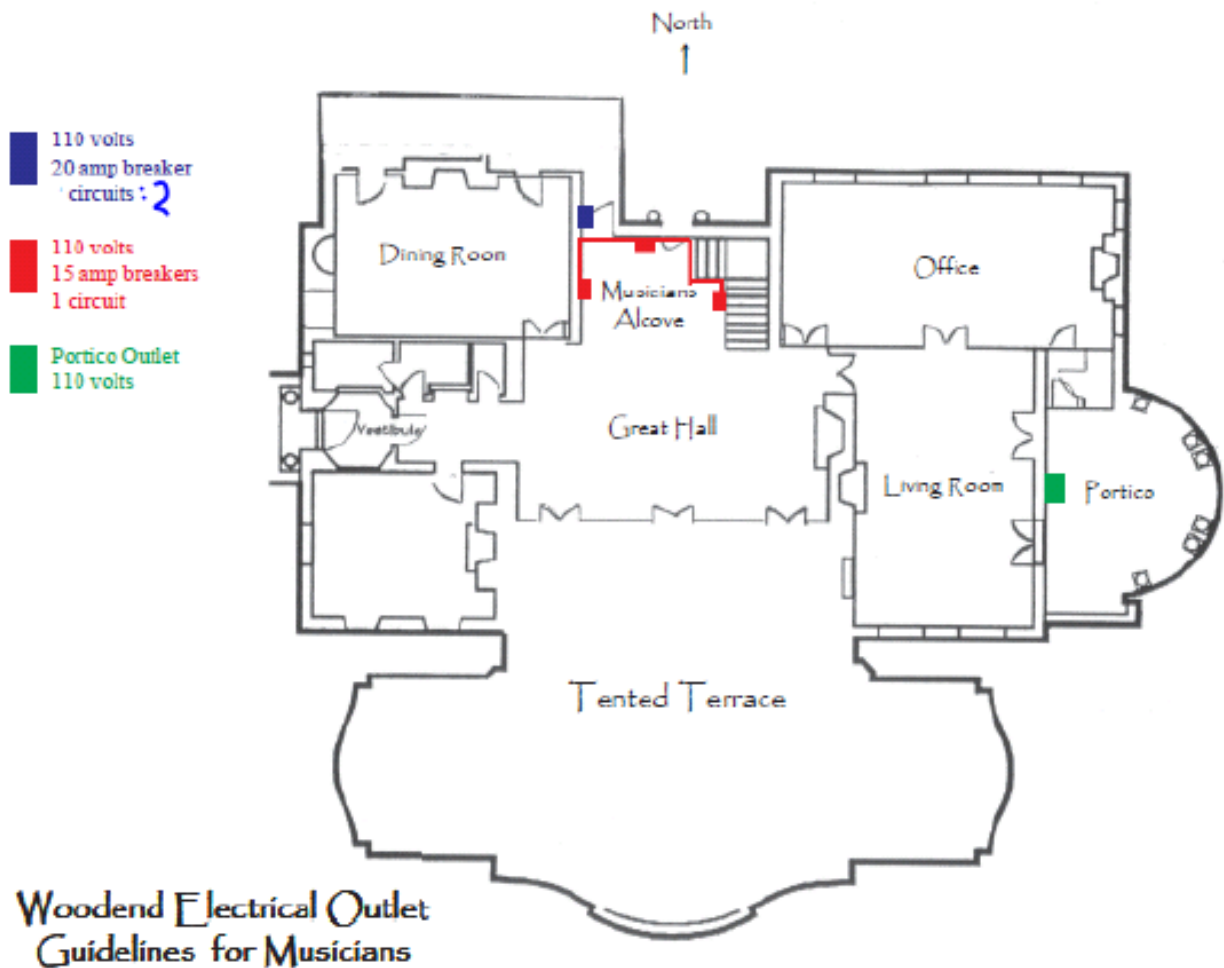 North
110 volts
20 amp breaker
circuits : 2
110 volts
15 amp breakers
1 circuit
Portico Outlet
110 volts
Dining Room
Musicians
Alcove
Office
Vestibule
Great Hall
Living Room
Portico
Tented Terrace
Woodend Electrical Outlet
Guidelines for Musicians